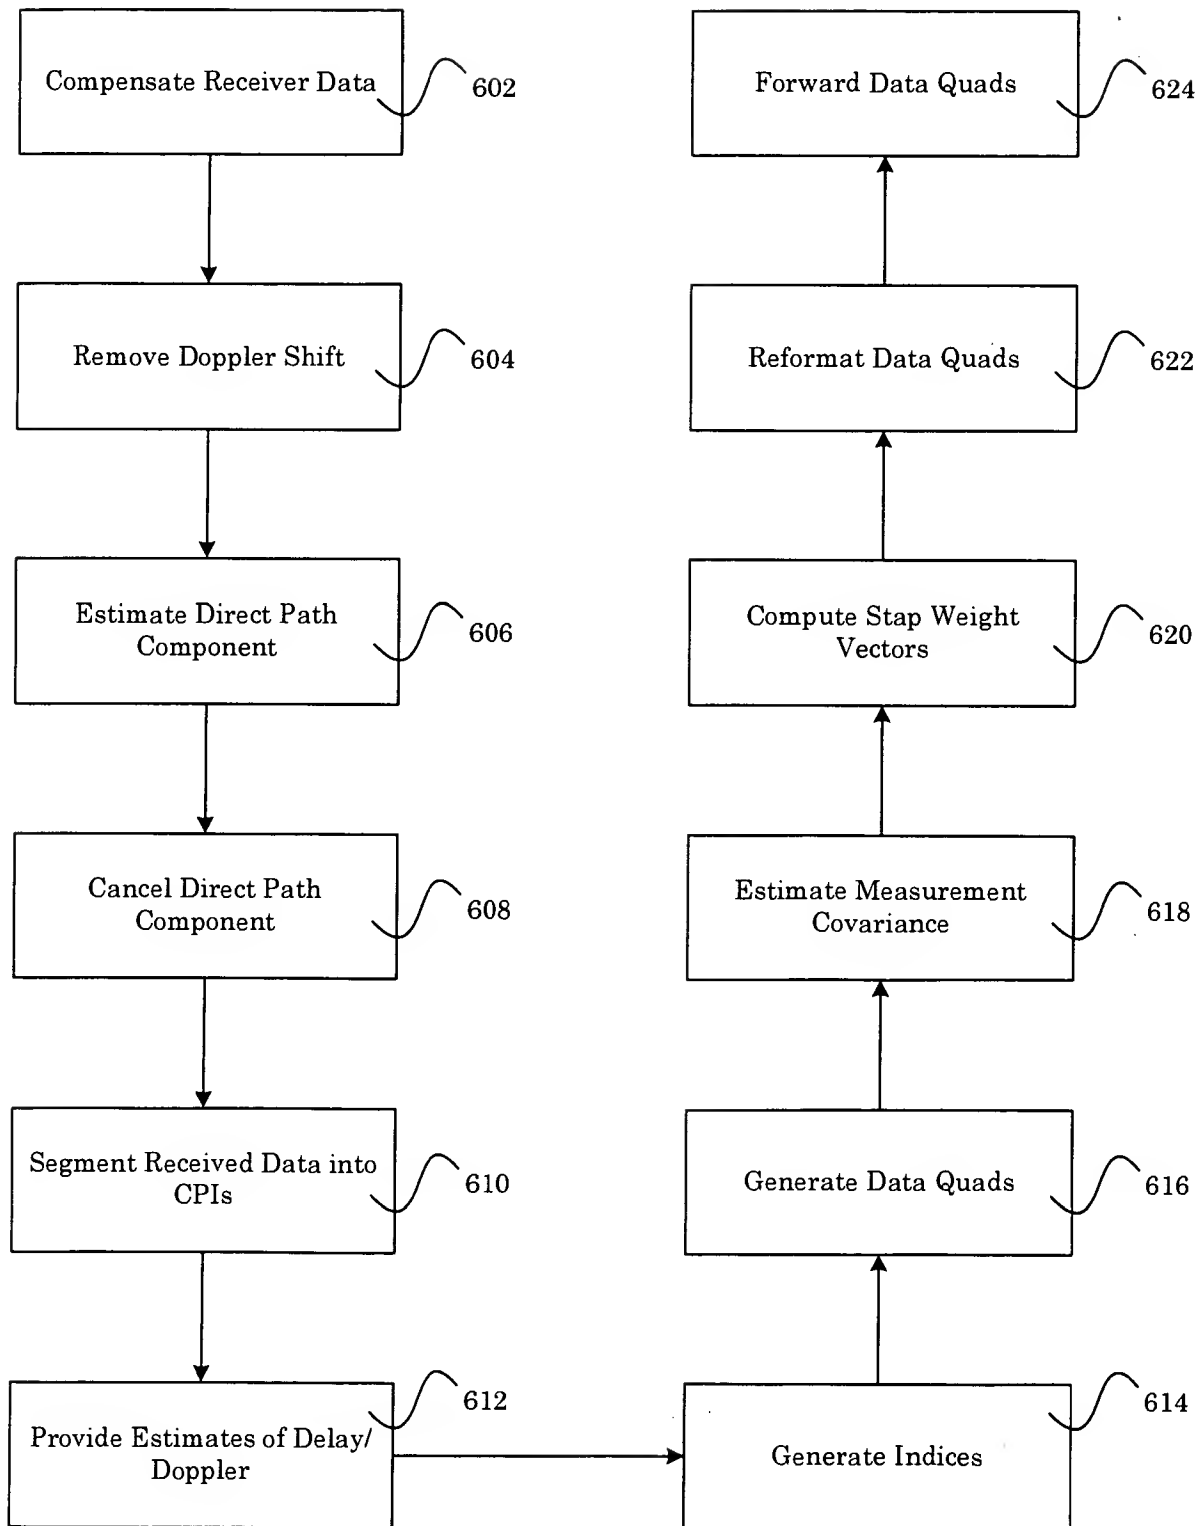 Compensate Receiver Data
602
Remove Doppler Shift
604
Estimate Direct Path
Component
606
Cancel Direct Path
Component
608
Segment Received Data into
CPIs
610
Provide Estimates of Delay/
Doppler
612
Generate Indices
614
Generate Data Quads
616
Estimate Measurement
Covariance
618
Compute Stap Weight
Vectors
620
Reformat Data Quads
622
Forward Data Quads
624